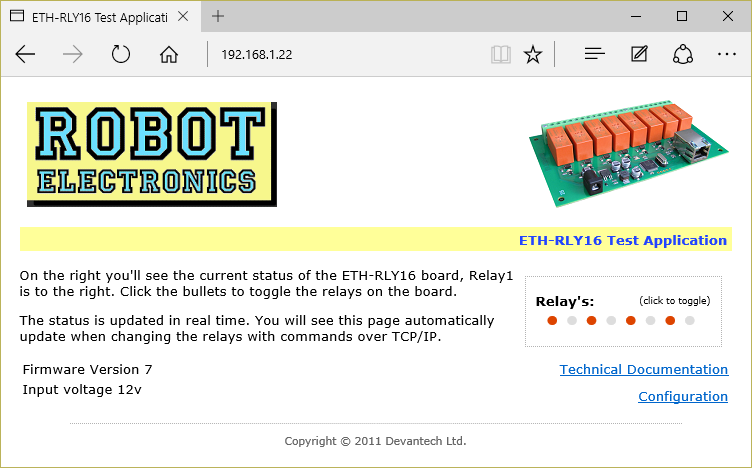 ETH-RLY16 Test Applicati
192.168.1.22
ROBOT
ELECTRONICS
ETH-RLY16 Test Application
On the right you'll see the current status of the ETH-RLY16 board, Relay1
is to the right. Click the bullets to toggle the relays on the board.
Relay's:
(click to toggle)
The status is updated in real time. You will see this page automatically
update when changing the relays with commands over TCP/IP.
Firmware Version 7
Technical Documentation
Input voltage 12v
Configuration
Copyright © 2011 Devantech Ltd.